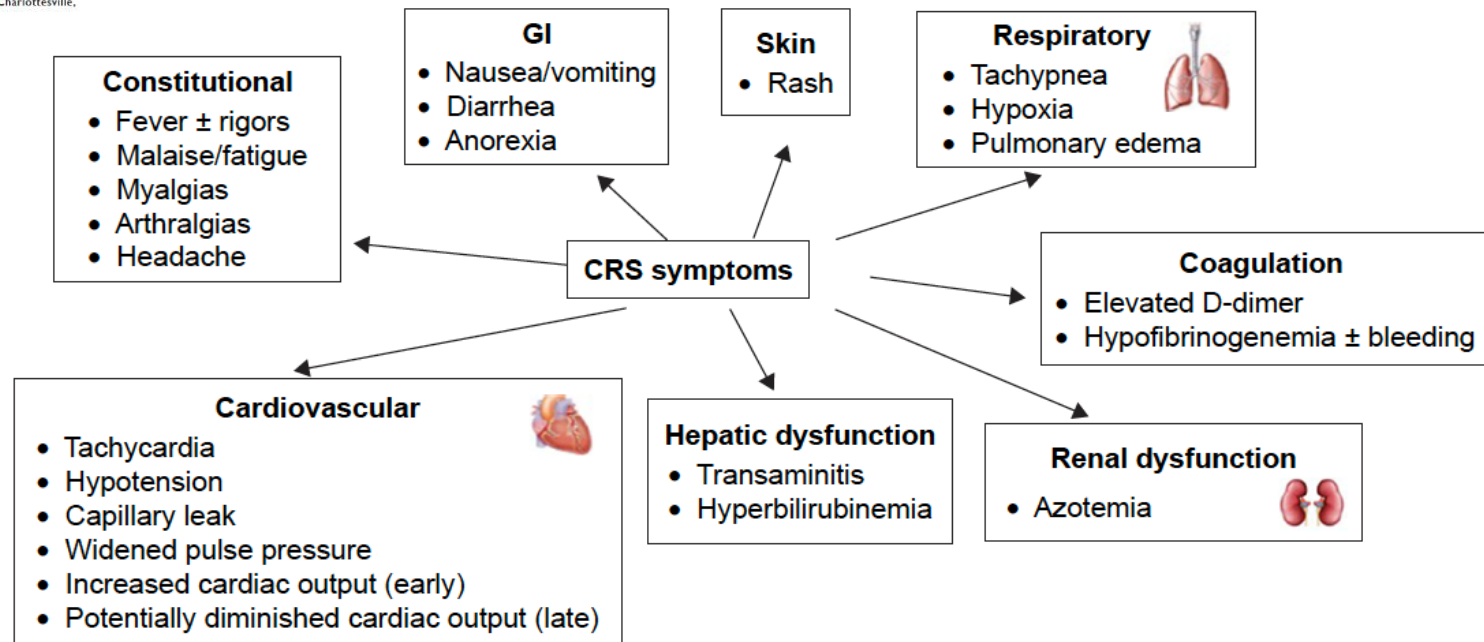 Charlottesville,
GI
• Nausea/vomiting
• Diarrhea
• Anorexia
Skin
• Rash
Respiratory
• Tachypnea
• Hypoxia
• Pulmonary edema
Constitutional
• Fever ± rigors
• Malaise/fatigue
• Myalgias
• Arthralgias
• Headache
CRS symptoms
Coagulation
• Elevated D-dimer
• Hypofibrinogenemia ± bleeding
Cardiovascular
• Tachycardia
• Hypotension
• Capillary leak
• Widened pulse pressure
• Increased cardiac output (early)
• Potentially diminished cardiac output (late)
Hepatic dysfunction
• Transaminitis
• Hyperbilirubinemia
Renal dysfunction
• Azotemia